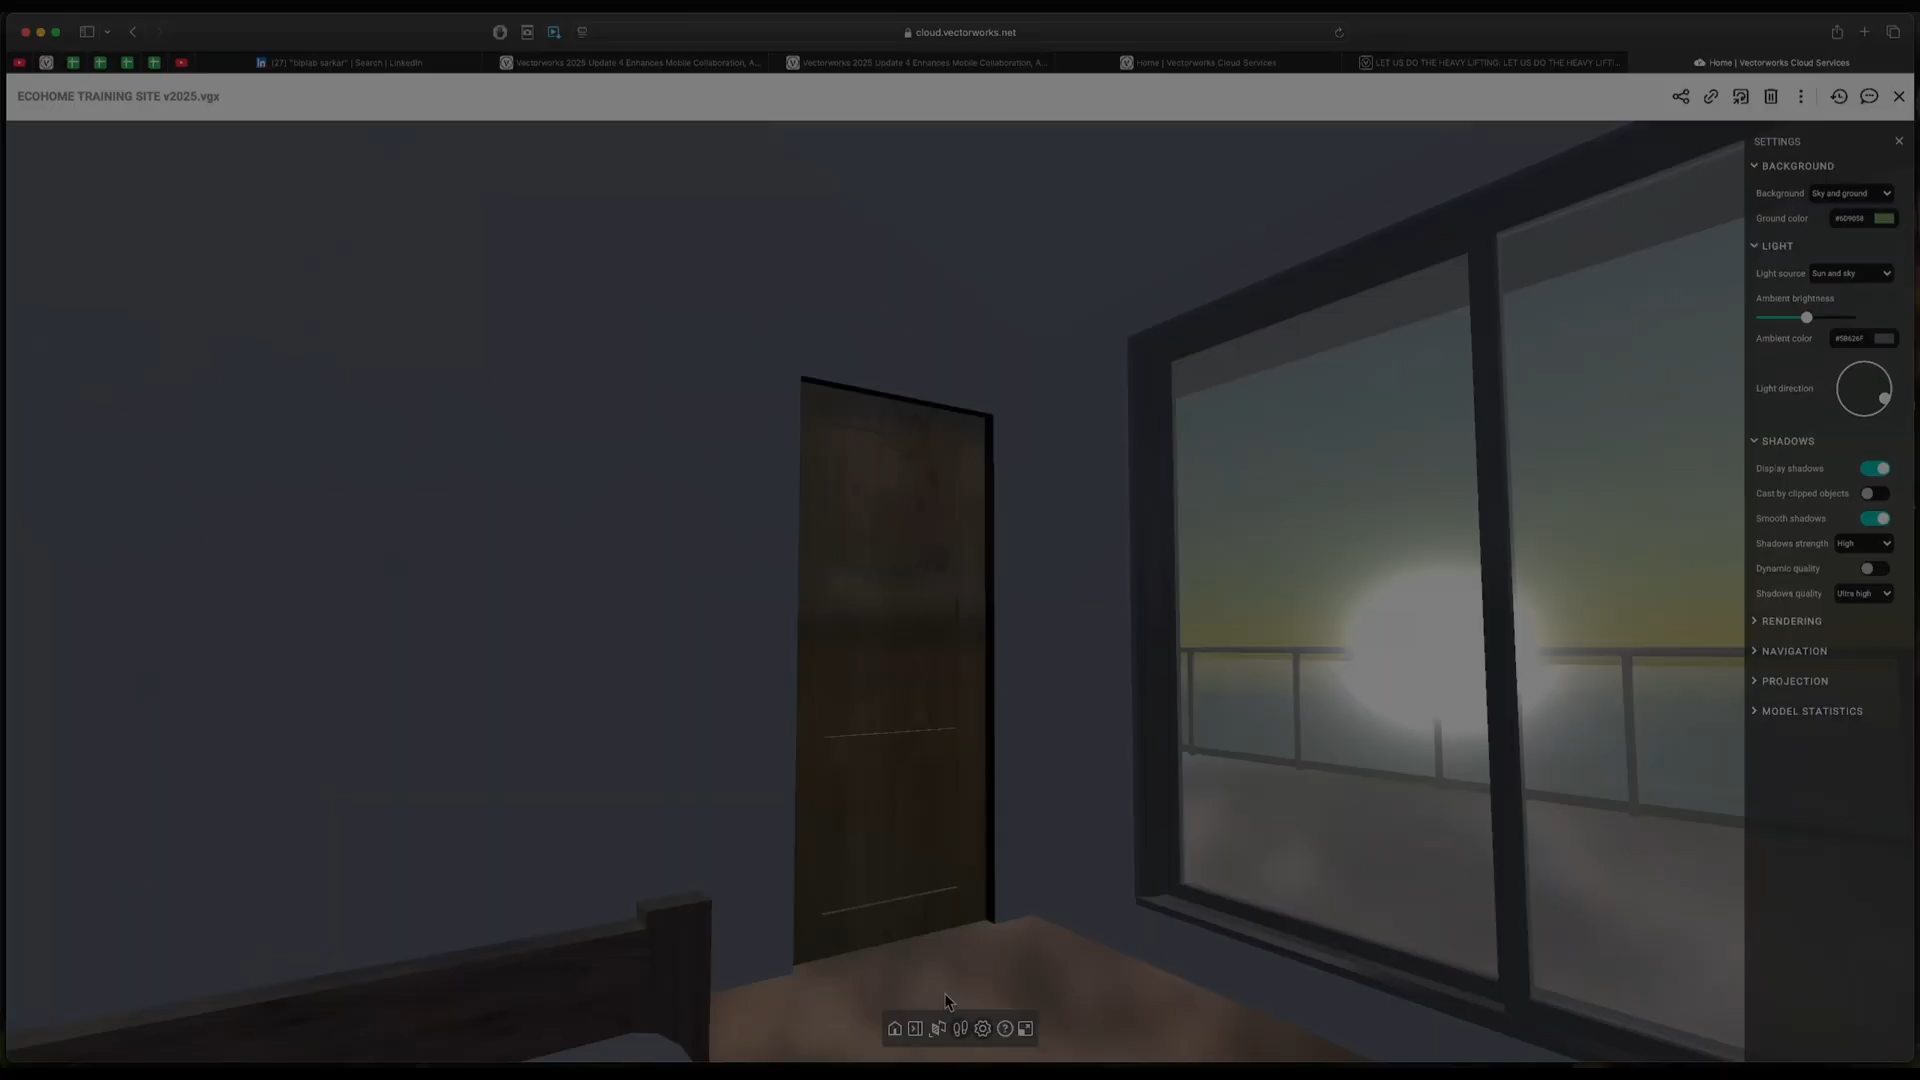 cloud.vectorworks.net
(27) "biplab sarkar" | Search | LinkedIn
Vectorworks 2025 Update 4 Enhances Mobile Collaboration, A...
Vectorworks 2025 Update 4 Enhances Mobile Collaboration, A...
Home | Vectorworks Cloud Services
LET US DO THE HEAVY LIFTING: LET US DO THE HEAVY LIFTI...
Home | Vectorworks Cloud Services
ECOHOME TRAINING SITE v2025.vgx
SETTINGS
BACKGROUND
Background Sky and ground
Ground color #6D9058
LIGHT
Light source Sun and sky
Ambient brightness
Ambient color #5B626F
Light direction
SHADOWS
Display shadows
Cast by clipped objects
Smooth shadows
Shadows strength High
Dynamic quality
Shadows quality Ultra high
RENDERING
NAVIGATION
PROJECTION
MODEL STATISTICS